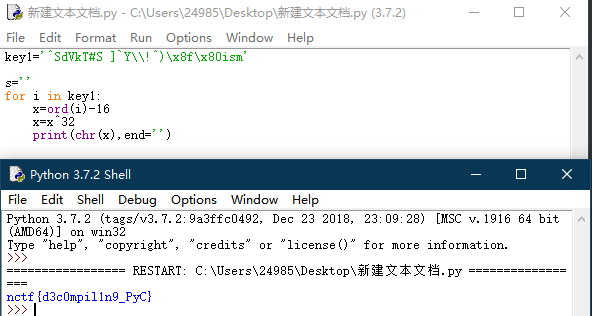 新建文本文档.py - C:\Users\24985\Desktop\新建文本文档.py (3.7.2)
File Edit Format Run Options Window Help
key1='^SdVkT#S ]`Y\\!^)\x8f\x80ism'
s=''
for i in key1:
    x=ord(i)-16
    x=x^32
    print(chr(x),end='')
Python 3.7.2 Shell
File Edit Shell Debug Options Window Help
Python 3.7.2 (tags/v3.7.2:9a3ffc0492, Dec 23 2018, 23:09:28) [MSC v.1916 64 bit
(AMD64)] on win32
Type "help", "copyright", "credits" or "license()" for more information.
>>>
================ RESTART: C:\Users\24985\Desktop\新建文本文档.py ===============
===
nctf{d3c0mpil1n9_PyC}
>>>